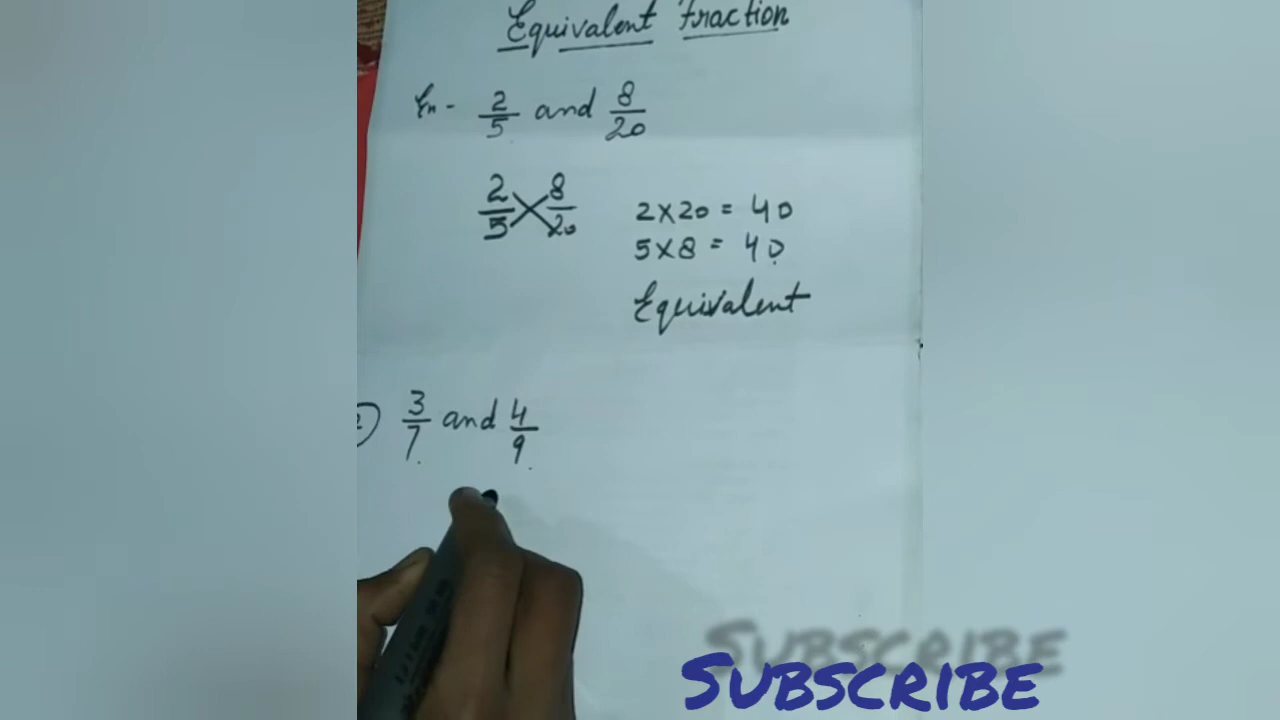 Equivalent Fraction
Ex - 2/5 and 8/20
2/5 × 8/20
2×20 = 40
5×8 = 40
Equivalent
2) 3/7 and 4/9
SUBSCRIBE